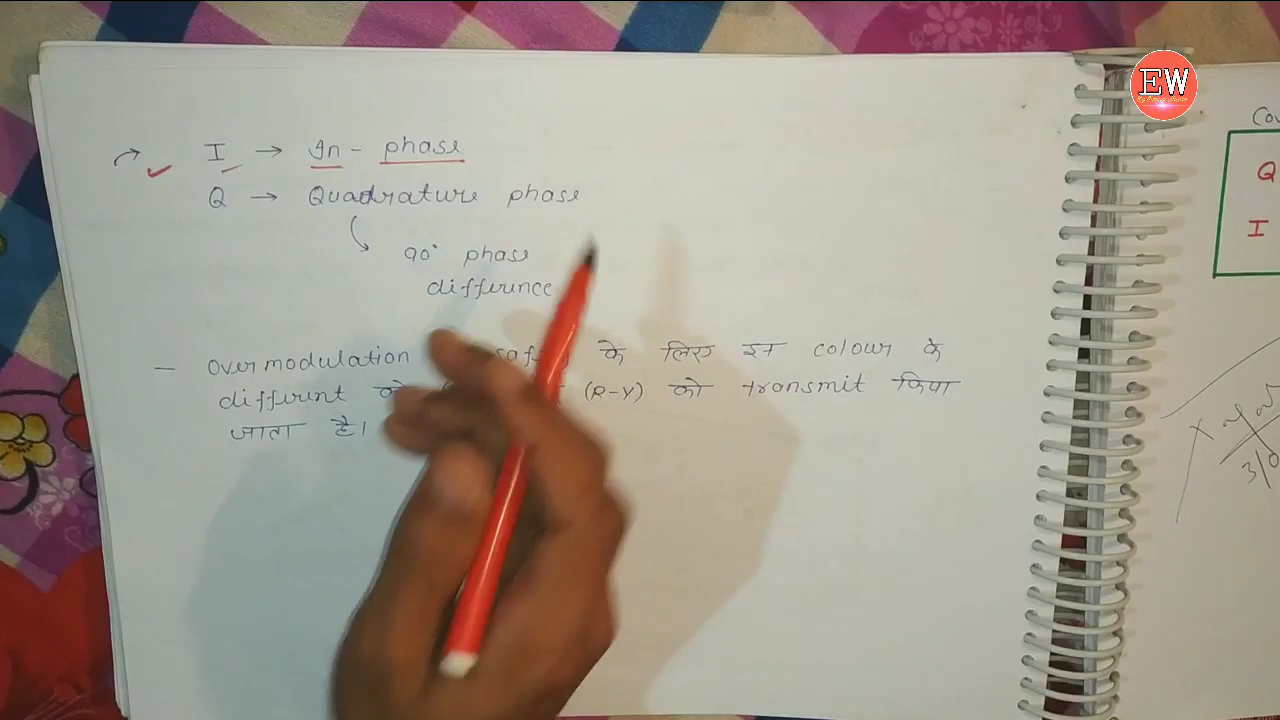 EW
I → In - phase
Q → Quadrature phase
90° phase
difference
- Overmodulation के लिए इन colour के
different को (R-Y) को transmit किया
जाता है।
Q
I